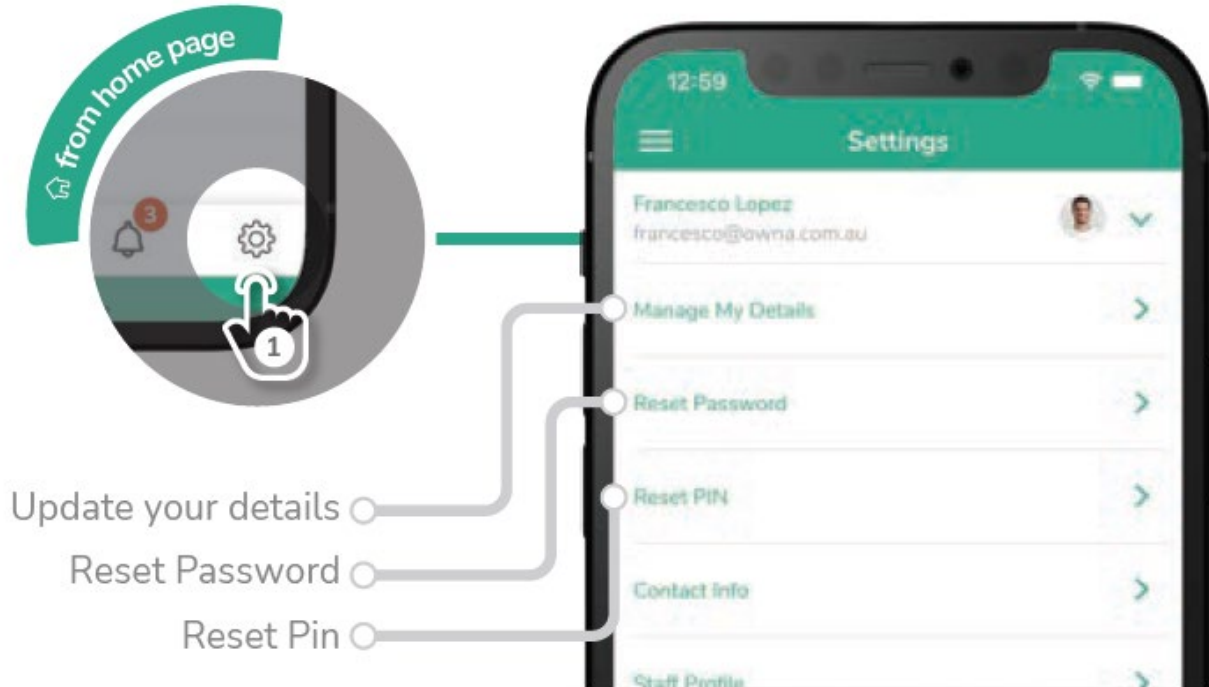 from home page
3
1
Update your details
Reset Password
Reset Pin
12:59
Settings
Francesco Lopez
francesco@owna.com.au
Manage My Details
Reset Password
Reset PIN
Contact Info
Staff Profile